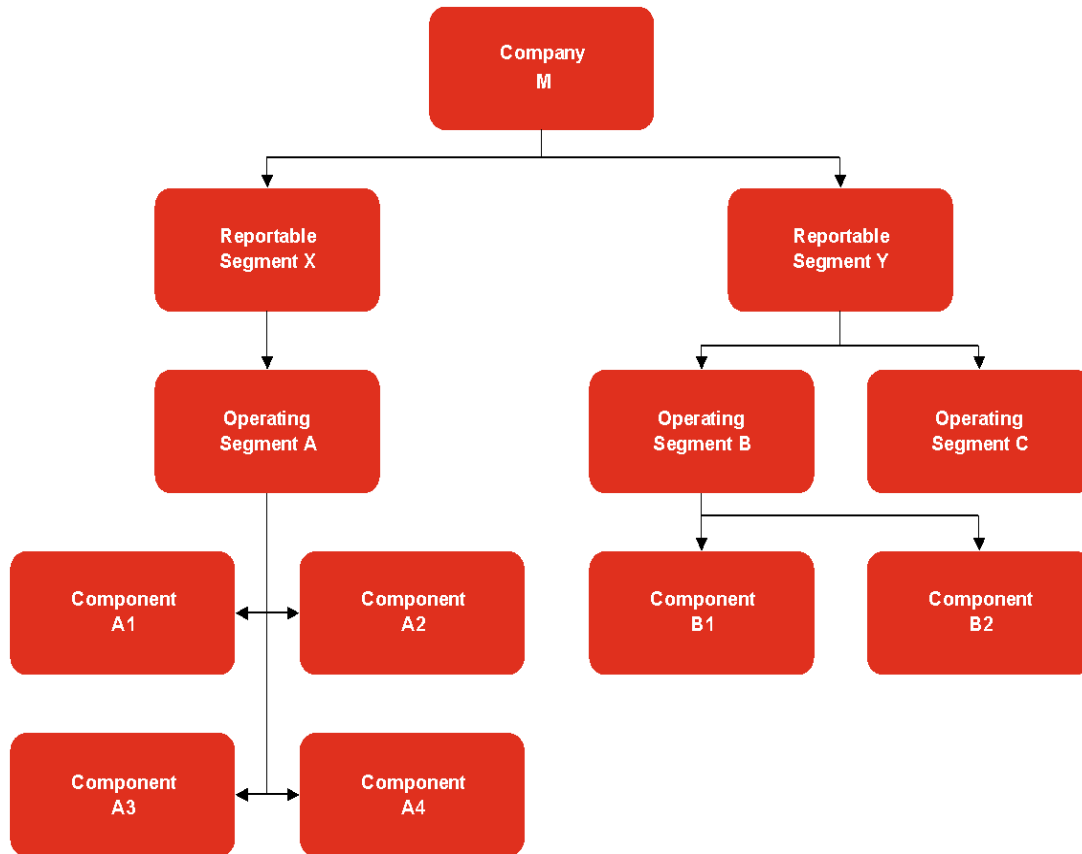 Company
M
Reportable
Segment X
Reportable
Segment Y
Operating
Segment A
Operating
Segment B
Operating
Segment C
Component
A1
Component
A2
Component
B1
Component
B2
Component
A3
Component
A4